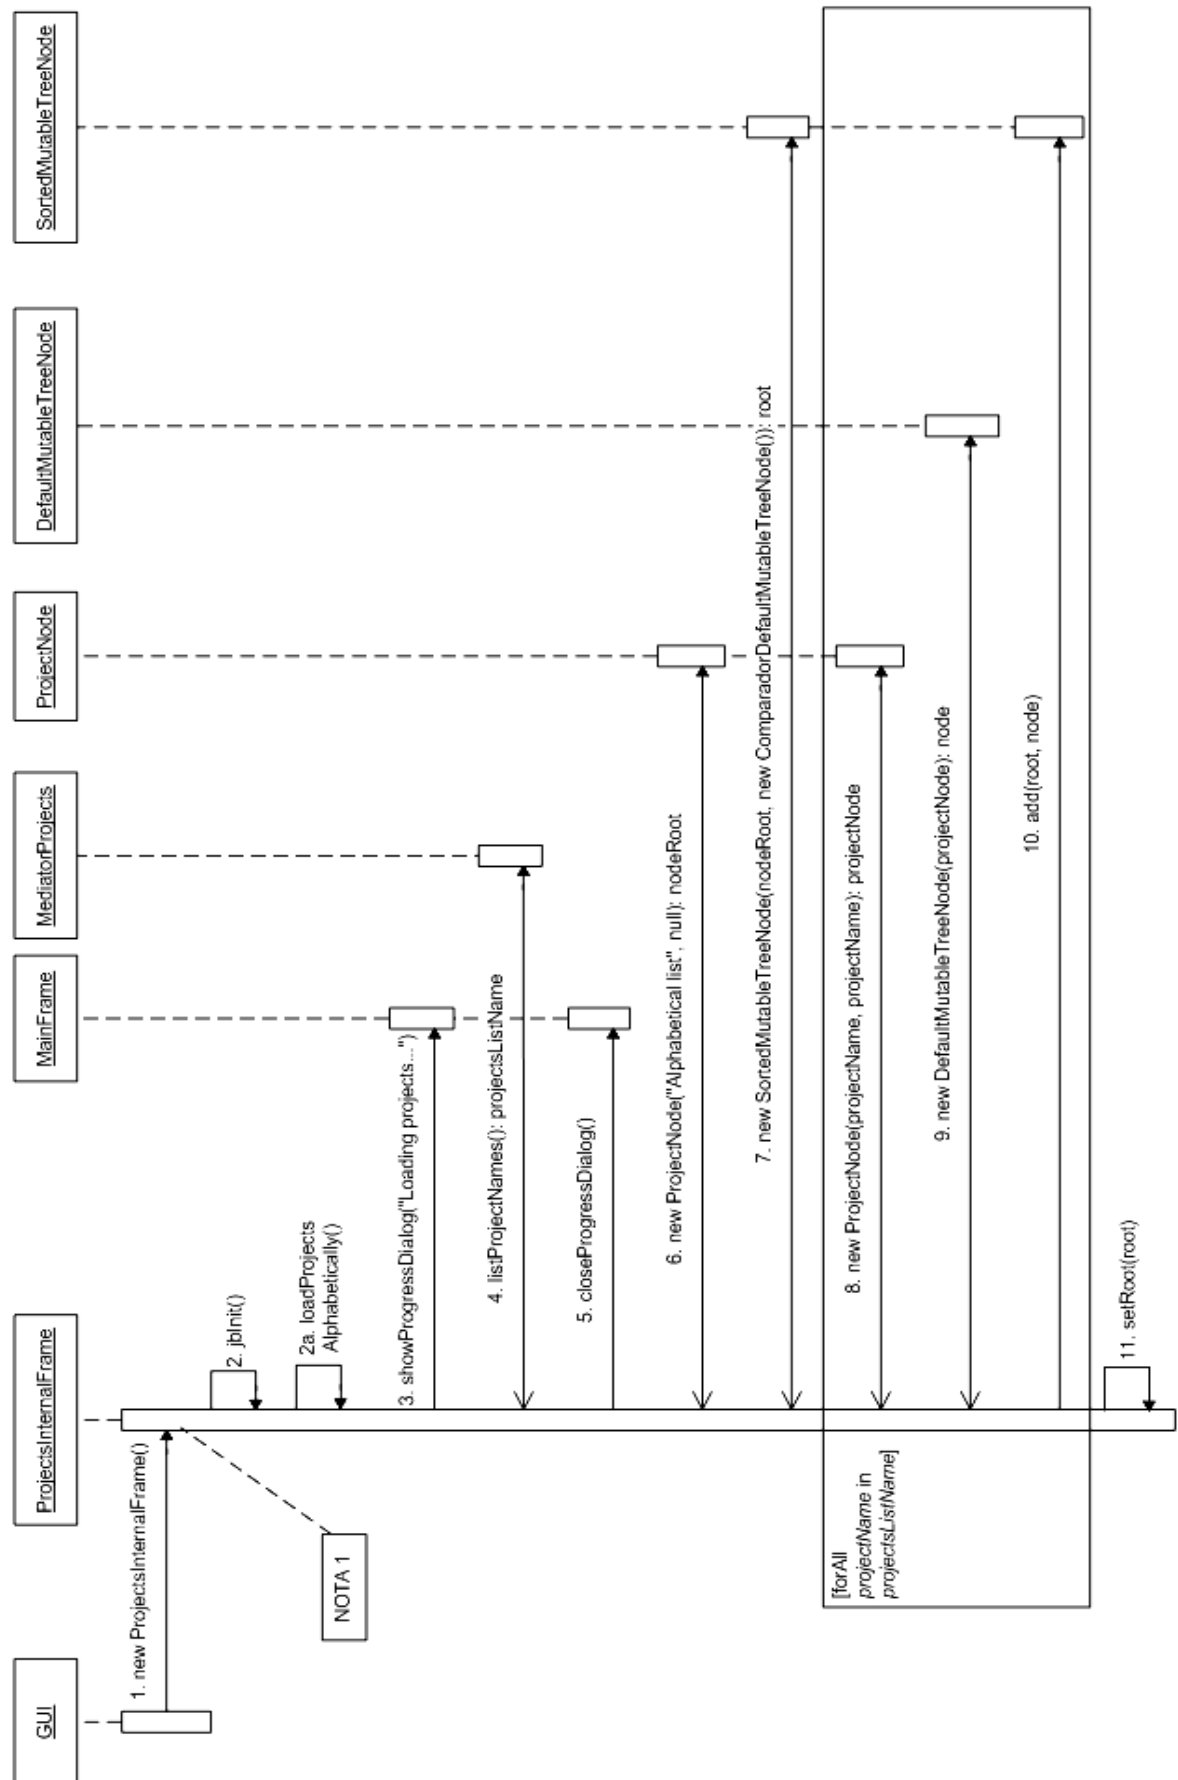 GUI
ProjectsInternalFrame
MainFrame
MediatorProjects
ProjectNode
DefaultMutableTreeNode
SortedMutableTreeNode
1. new ProjectsInternalFrame()
2. jbInit()
2a. loadProjects
Alphabetically()
NOTA 1
3. showProgressDialog("Loading projects...")
4. listProjectNames(): projectsListName
5. closeProgressDialog()
6. new ProjectNode("Alphabetical list", null): nodeRoot
7. new SortedMutableTreeNode(nodeRoot, new ComparadorDefaultMutableTreeNode()): root
[forAll
projectName in
projectsListName]
8. new ProjectNode(projectName, projectName): projectNode
9. new DefaultMutableTreeNode(projectNode): node
10. add(root, node)
11. setRoot(root)